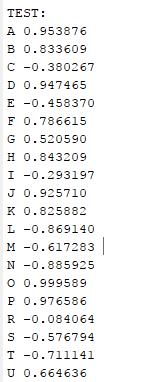 TEST:
A 0.953876
B 0.833609
C -0.380267
D 0.947465
E -0.458370
F 0.786615
G 0.520590
H 0.843209
I -0.293197
J 0.925710
K 0.825882
L -0.869140
M -0.617283
N -0.885925
O 0.999589
P 0.976586
R -0.084064
S -0.576794
T -0.711141
U 0.664636